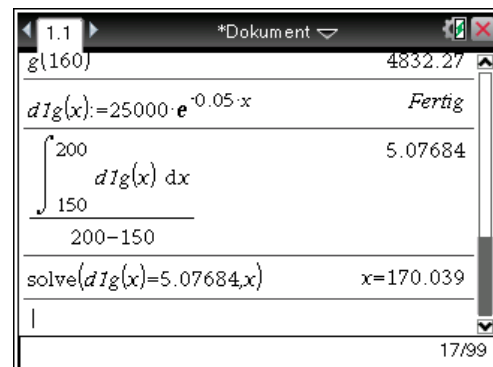 1.1 *Dokument
g(160) 4832.27
d1g(x):=25000·e^-0.05·x Fertig
∫ 200 150 d1g(x) dx 5.07684
200−150
solve(d1g(x)=5.07684,x) x=170.039
17/99